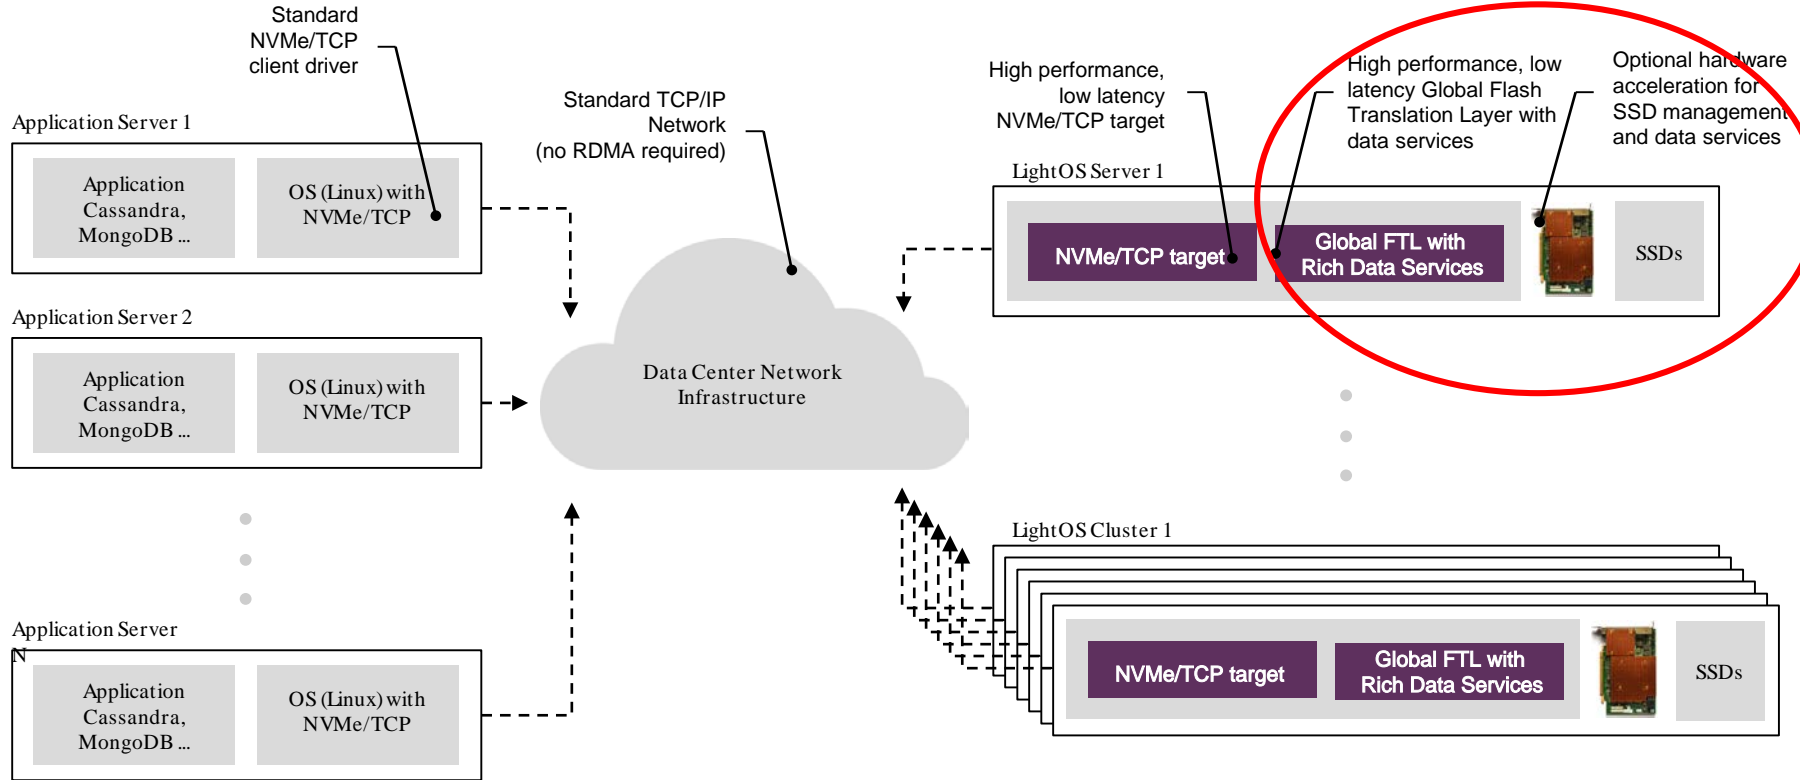 Standard
NVMe/TCP
client driver
Standard TCP/IP
Network
(no RDMA required)
High performance,
low latency
NVMe/TCP target
High performance, low
latency Global Flash
Translation Layer with
data services
Optional hardware
acceleration for
SSD management
and data services
Application Server 1
Application
Cassandra,
MongoDB ...
OS (Linux) with
NVMe/TCP
Application Server 2
Application
Cassandra,
MongoDB ...
OS (Linux) with
NVMe/TCP
Application Server
N
Application
Cassandra,
MongoDB ...
OS (Linux) with
NVMe/TCP
Data Center Network
Infrastructure
LightOS Server 1
NVMe/TCP target
Global FTL with
Rich Data Services
SSDs
LightOS Cluster 1
NVMe/TCP target
Global FTL with
Rich Data Services
SSDs